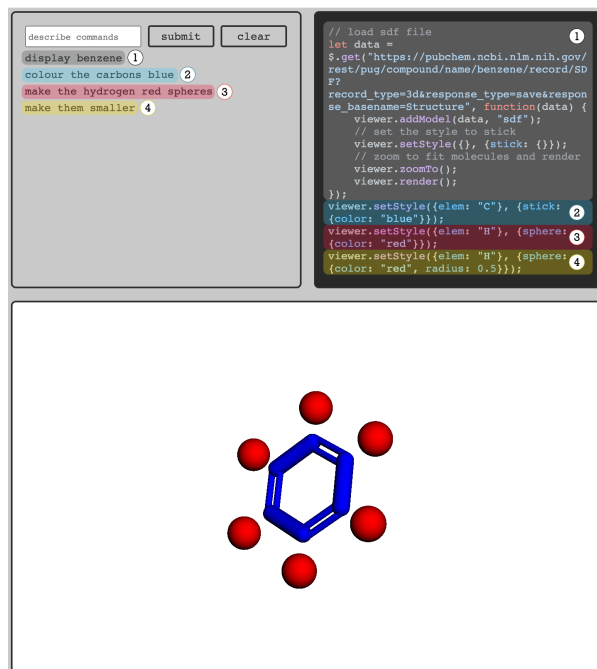 describe commands
submit
clear
display benzene 1
colour the carbons blue 2
make the hydrogen red spheres 3
make them smaller 4
// load sdf file 1
let data =
$.get("https://pubchem.ncbi.nlm.nih.gov/
rest/pug/compound/name/benzene/record/SD
F?
record_type=3d&response_type=save&respon
se_basename=Structure", function(data) {
    viewer.addModel(data, "sdf");
    // set the style to stick
    viewer.setStyle({}, {stick: {}});
    // zoom to fit molecules and render
    viewer.zoomTo();
    viewer.render();
});
viewer.setStyle({elem: "C"}, {stick:
{color: "blue"}}); 2
viewer.setStyle({elem: "H"}, {sphere:
{color: "red"}}); 3
viewer.setStyle({elem: "H"}, {sphere:
{color: "red", radius: 0.5}}); 4